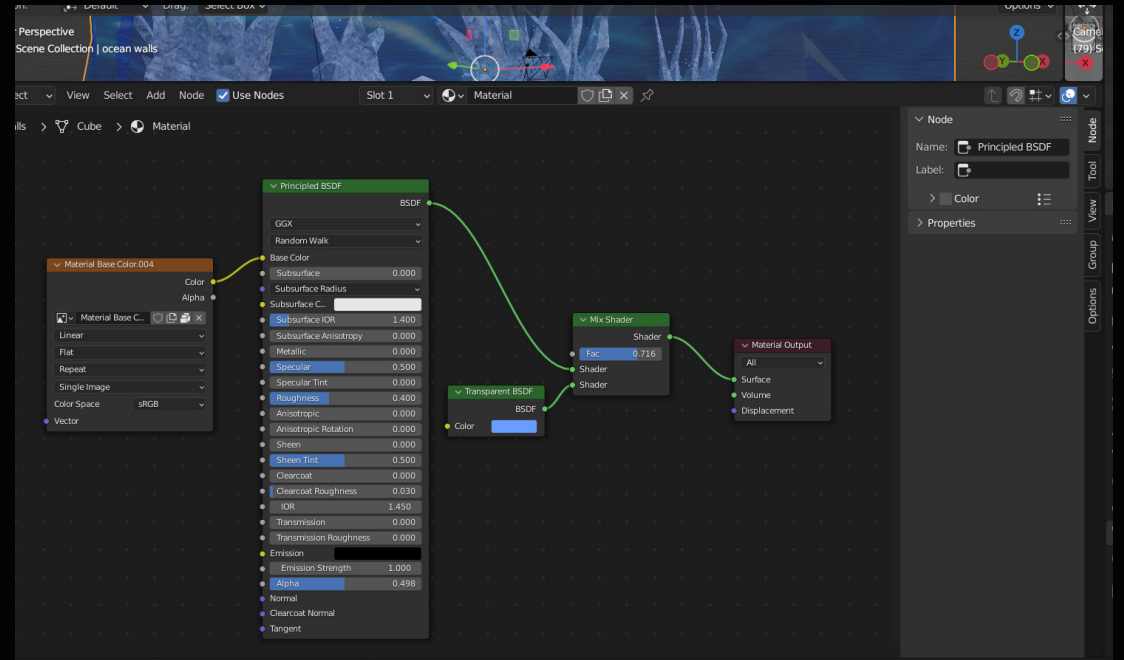 Default Drag: Select Box Options
Perspective
Scene Collection | ocean walls
(79)
Z
Y
X
X
View Select Add Node Use Nodes Slot 1 Material
Cube > Material
Node
Name: Principled BSDF
Label:
Color
Properties
Node
Tool
View
Group
Options
Material Base Color.004
Color
Alpha
Material Base C...
Linear
Flat
Repeat
Single Image
Color Space sRGB
Vector
Principled BSDF
BSDF
GGX
Random Walk
Base Color
Subsurface 0.000
Subsurface Radius
Subsurface C...
Subsurface IOR 1.400
Subsurface Anisotropy 0.000
Metallic 0.000
Specular 0.500
Specular Tint 0.000
Roughness 0.400
Anisotropic 0.000
Anisotropic Rotation 0.000
Sheen 0.000
Sheen Tint 0.500
Clearcoat 0.000
Clearcoat Roughness 0.030
IOR 1.450
Transmission 0.000
Transmission Roughness 0.000
Emission
Emission Strength 1.000
Alpha 0.498
Normal
Clearcoat Normal
Tangent
Transparent BSDF
BSDF
Color
Mix Shader
Shader
Fac 0.716
Shader
Shader
Material Output
All
Surface
Volume
Displacement